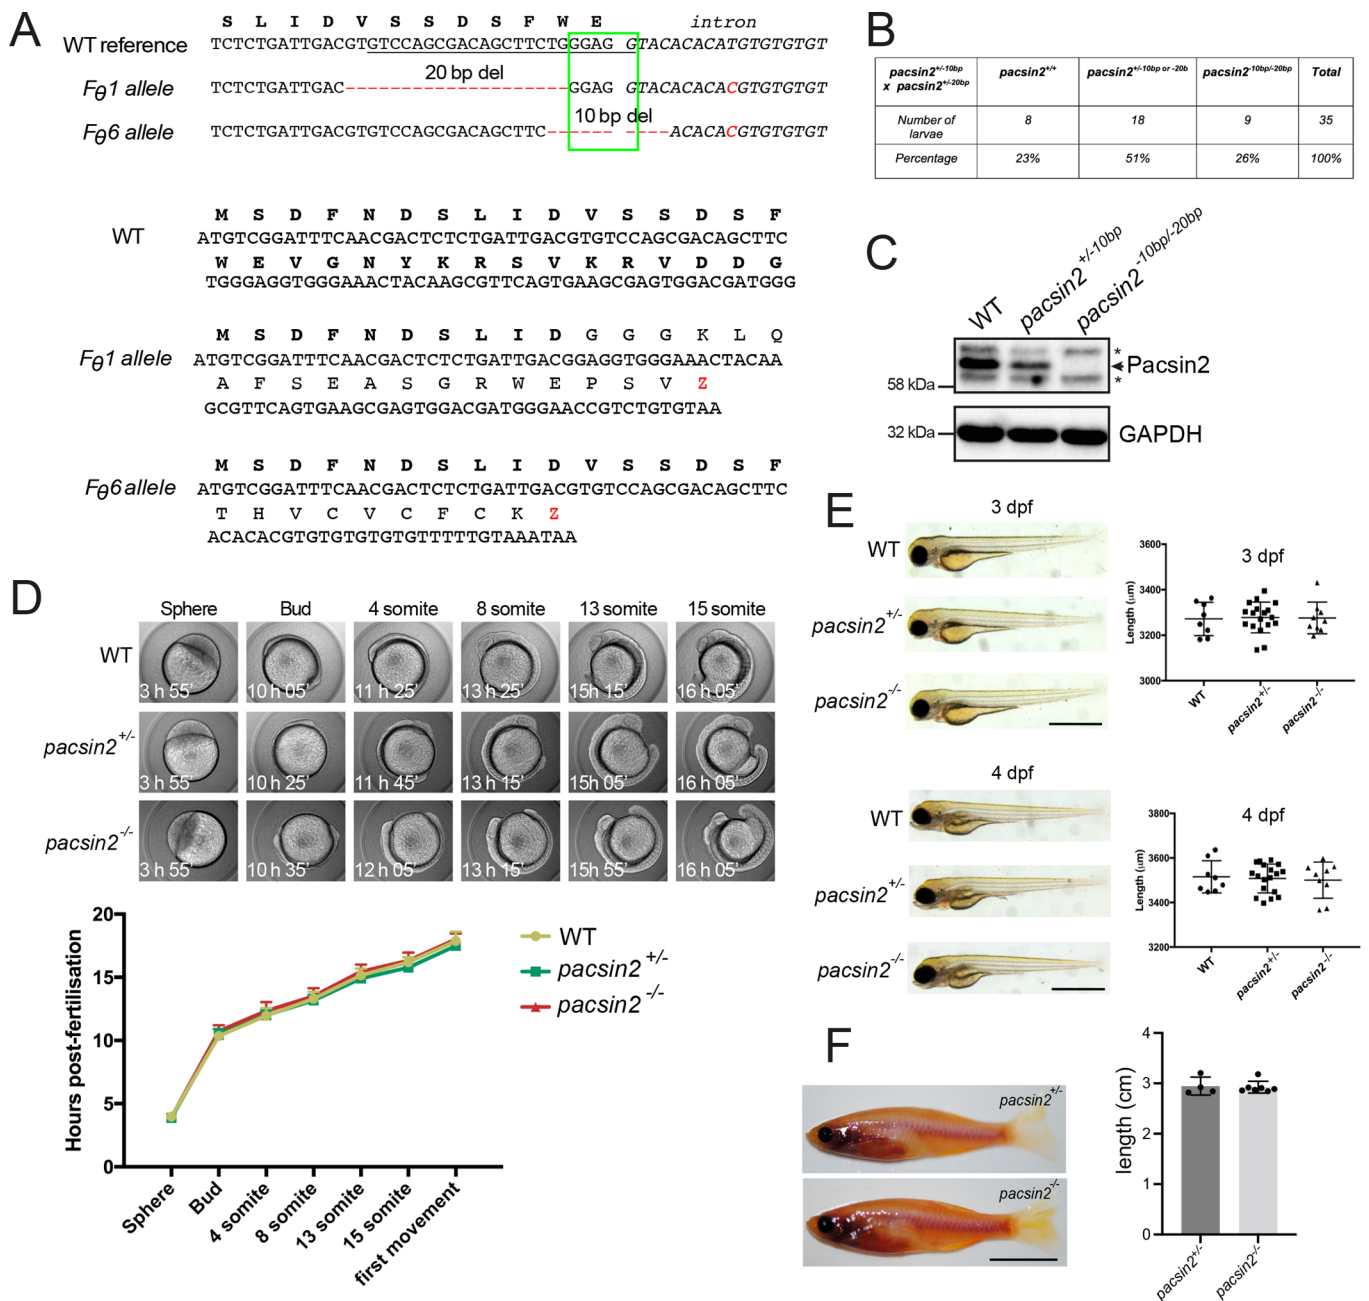 A
S L I D V S S D S F W E intron
WT reference TCTCTGATTGACGTGTCCAGCGACAGCTTCTGGGAG GTACACACATGTGTGTGT
20 bp del
Fθ1 allele TCTCTGATTGAC--------------------GGAG GTACACACACGTGTGTGT
10 bp del
Fθ6 allele TCTCTGATTGACGTGTCCAGCGACAGCTTC------ ----ACACACGTGTGTGT
M S D F N D S L I D V S S D S F
WT ATGTCGGATTTCAACGACTCTCTGATTGACGTGTCCAGCGACAGCTTC
W E V G N Y K R S V K R V D D G
TGGGAGGTGGGAAACTACAAGCGTTCAGTGAAGCGAGTGGACGATGGG
M S D F N D S L I D G G G K L Q
Fθ1 allele ATGTCGGATTTCAACGACTCTCTGATTGACGGAGGTGGGAAACTACAA
A F S E A S G R W E P S V Z
GCGTTCAGTGAAGCGAGTGGACGATGGGAACCGTCTGTGTAA
M S D F N D S L I D V S S D S F
Fθ6 allele ATGTCGGATTTCAACGACTCTCTGATTGACGTGTCCAGCGACAGCTTC
T H V C V C F C K Z
ACACACGTGTGTGTGTGTTTTTGTAAATAA
B
pacsin2+/-10bp x pacsin2+/-20bp pacsin2+/+ pacsin2+/-10bp or -20b pacsin2-10bp/-20bp Total
Number of larvae 8 18 9 35
Percentage 23% 51% 26% 100%
C
WT pacsin2+/-10bp pacsin2-10bp/-20bp
*
Pacsin2
*
58 kDa
32 kDa GAPDH
D
Sphere Bud 4 somite 8 somite 13 somite 15 somite
WT
3 h 55' 10 h 05' 11 h 25' 13 h 25' 15h 15' 16 h 05'
pacsin2+/-
3 h 55' 10 h 25' 11 h 45' 13 h 15' 15h 05' 16 h 05'
pacsin2-/-
3 h 55' 10 h 35' 12 h 05' 13 h 15' 15 h 55' 16 h 05'
Hours post-fertilisation
20
15
10
5
0
Sphere Bud 4 somite 8 somite 13 somite 15 somite first movement
WT
pacsin2+/-
pacsin2-/-
E
3 dpf
WT
pacsin2+/-
pacsin2-/-
3 dpf
Length (µm)
3600
3400
3200
3000
WT pacsin2+/- pacsin2-/-
4 dpf
WT
pacsin2+/-
pacsin2-/-
4 dpf
Length (µm)
3800
3600
3400
3200
WT pacsin2+/- pacsin2-/-
F
pacsin2+/-
pacsin2-/-
length (cm)
4
3
2
1
0
pacsin2+/- pacsin2-/-